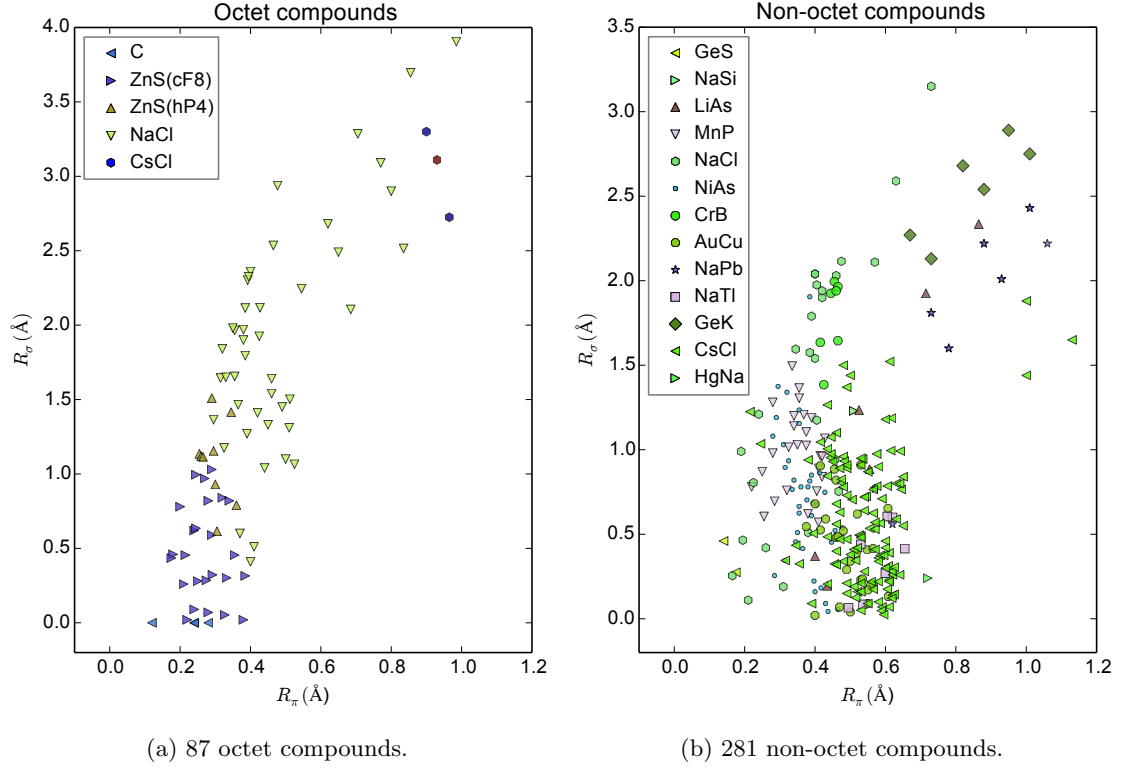 Octet compounds
4.0
3.5
3.0
2.5
2.0
1.5
1.0
0.5
0.0
R_σ (Å)
C
ZnS(cF8)
ZnS(hP4)
NaCl
CsCl
0.0 0.2 0.4 0.6 0.8 1.0 1.2
R_π (Å)
(a) 87 octet compounds.
Non-octet compounds
3.5
3.0
2.5
2.0
1.5
1.0
0.5
0.0
R_σ (Å)
GeS
NaSi
LiAs
MnP
NaCl
NiAs
CrB
AuCu
NaPb
NaTl
GeK
CsCl
HgNa
0.0 0.2 0.4 0.6 0.8 1.0 1.2
R_π (Å)
(b) 281 non-octet compounds.